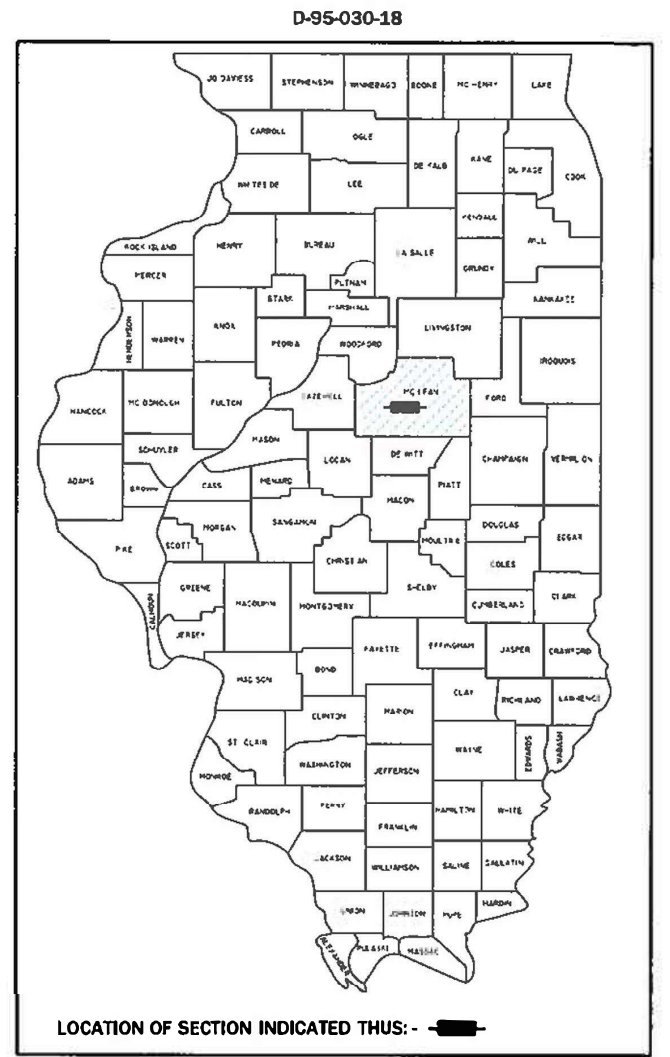 D-95-030-18
JO DAVIESS STEPHENSON WINNEBAGO BOONE MC HENRY LAKE
CARROLL OGLE
DE KALB KANE DU PAGE COOK
WHITESIDE LEE
KENDALL
ROCK ISLAND HENRY BUREAU LA SALLE WILL
MERCER GRUNDY
PUTNAM
STARK MARSHALL KANKAKEE
HENDERSON WARREN KNOX PEORIA WOODFORD LIVINGSTON IROQUOIS
HANCOCK MC DONOUGH FULTON TAZEWELL MC LEAN FORD
MASON
SCHUYLER LOGAN DE WITT CHAMPAIGN VERMILION
ADAMS BROWN CASS MENARD MACON PIATT
PIKE SCOTT MORGAN SANGAMON MOULTRIE DOUGLAS EDGAR
CHRISTIAN COLES
CALHOUN GREENE MACOUPIN MONTGOMERY SHELBY CUMBERLAND CLARK
JERSEY
FAYETTE EFFINGHAM JASPER CRAWFORD
MADISON BOND
CLAY RICHLAND LAWRENCE
CLINTON MARION
ST. CLAIR WAYNE EDWARDS WABASH
MONROE WASHINGTON JEFFERSON
RANDOLPH PERRY HAMILTON WHITE
FRANKLIN
JACKSON WILLIAMSON SALINE GALLATIN
UNION JOHNSON POPE HARDIN
ALEXANDER PULASKI MASSAC
LOCATION OF SECTION INDICATED THUS: -